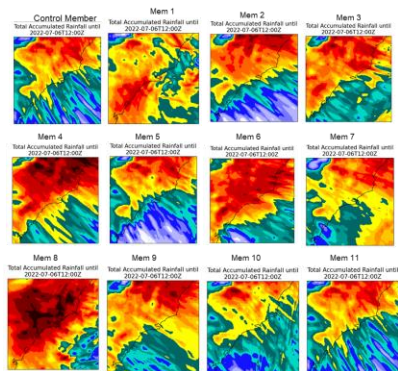 Control Member
Total Accumulated Rainfall until
2022-07-06T12:00Z
Mem 1
Total Accumulated Rainfall until
2022-07-06T12:00Z
Mem 2
Total Accumulated Rainfall until
2022-07-06T12:00Z
Mem 3
Total Accumulated Rainfall until
2022-07-06T12:00Z
Mem 4
Total Accumulated Rainfall until
2022-07-06T12:00Z
Mem 5
Total Accumulated Rainfall until
2022-07-06T12:00Z
Mem 6
Total Accumulated Rainfall until
2022-07-06T12:00Z
Mem 7
Total Accumulated Rainfall until
2022-07-06T12:00Z
Mem 8
Total Accumulated Rainfall until
2022-07-06T12:00Z
Mem 9
Total Accumulated Rainfall until
2022-07-06T12:00Z
Mem 10
Total Accumulated Rainfall until
2022-07-06T12:00Z
Mem 11
Total Accumulated Rainfall until
2022-07-06T12:00Z